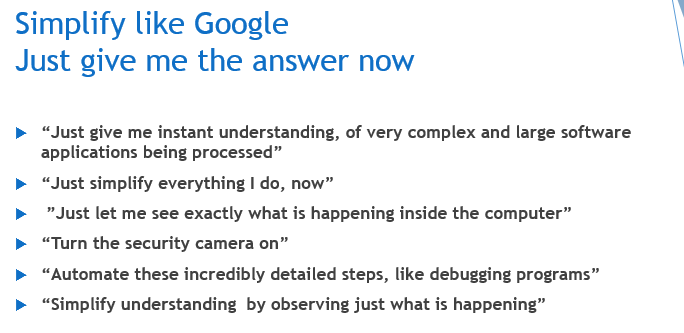 Simplify like Google
Just give me the answer now
“Just give me instant understanding, of very complex and large software
applications being processed”
“Just simplify everything I do, now”
”Just let me see exactly what is happening inside the computer”
“Turn the security camera on”
“Automate these incredibly detailed steps, like debugging programs”
“Simplify understanding  by observing just what is happening”